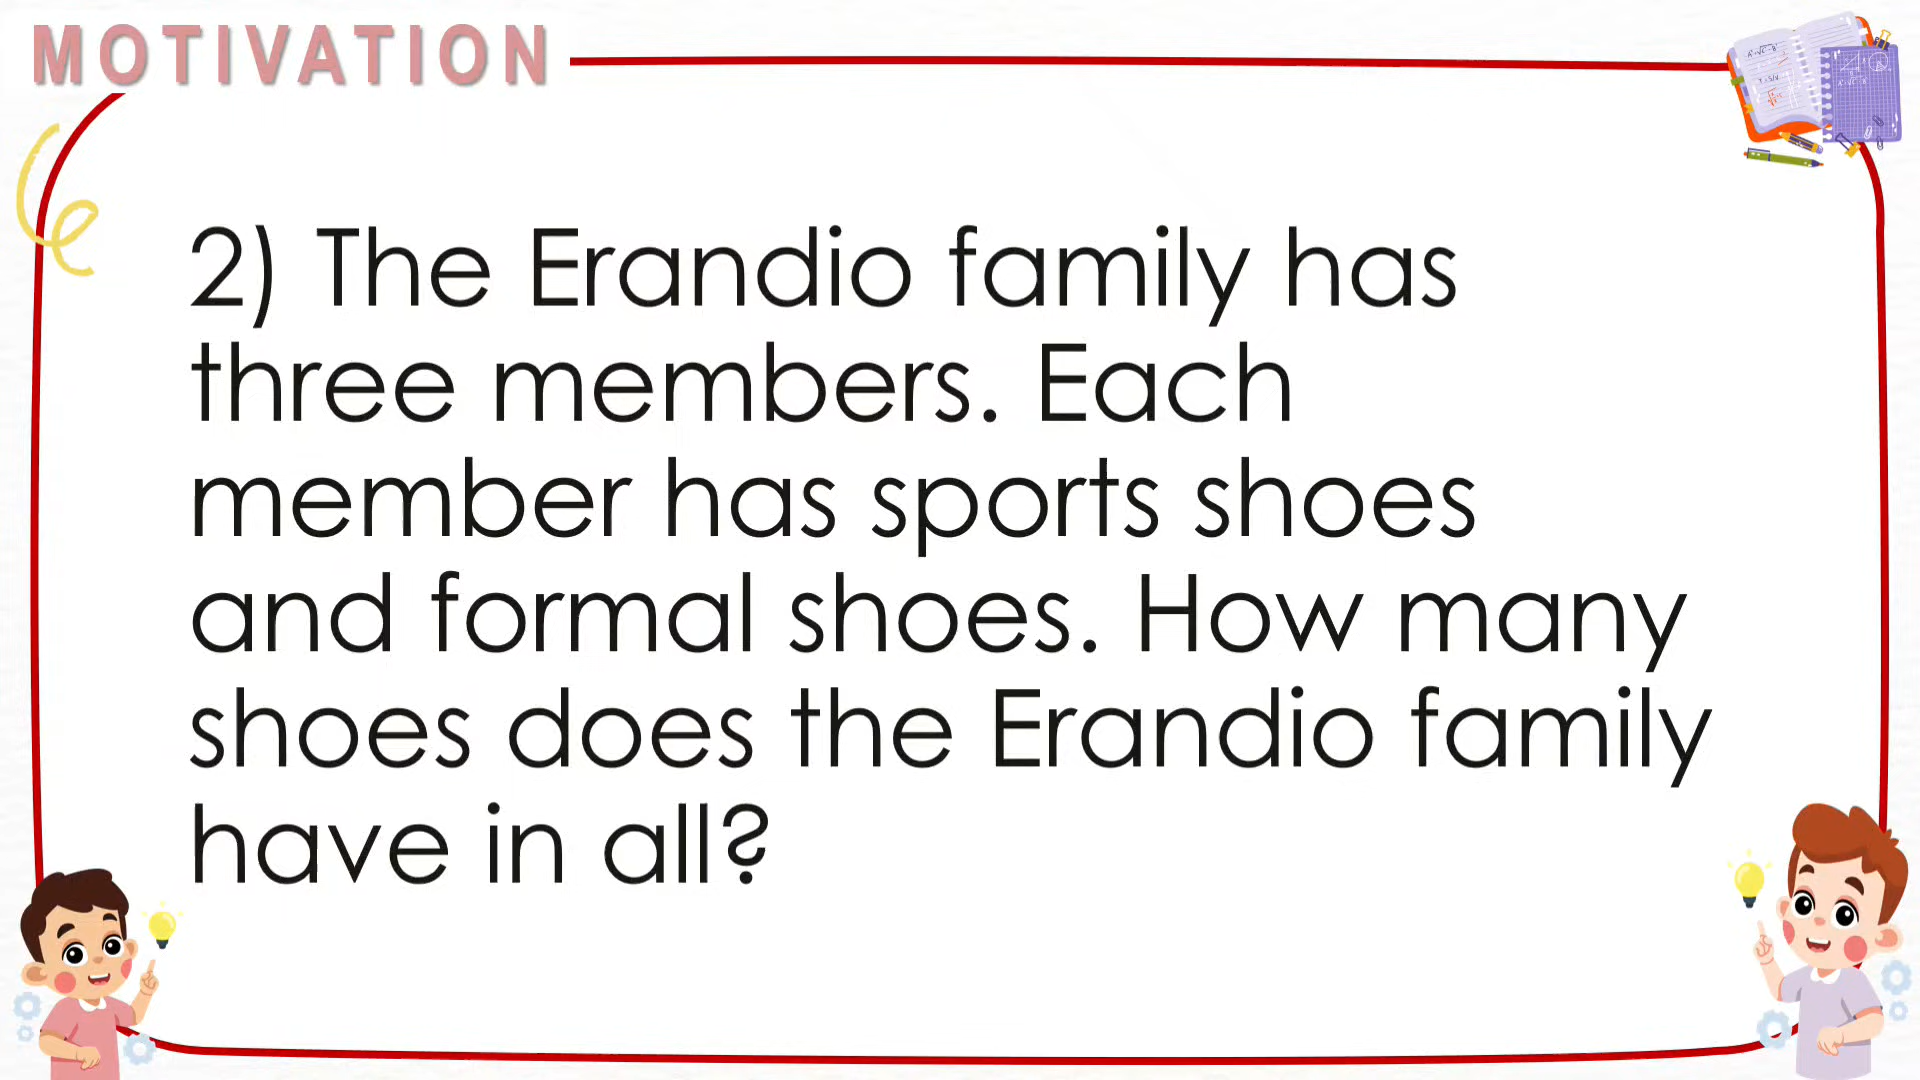 MOTIVATION
2) The Erandio family has
three members. Each
member has sports shoes
and formal shoes. How many
shoes does the Erandio family
have in all?